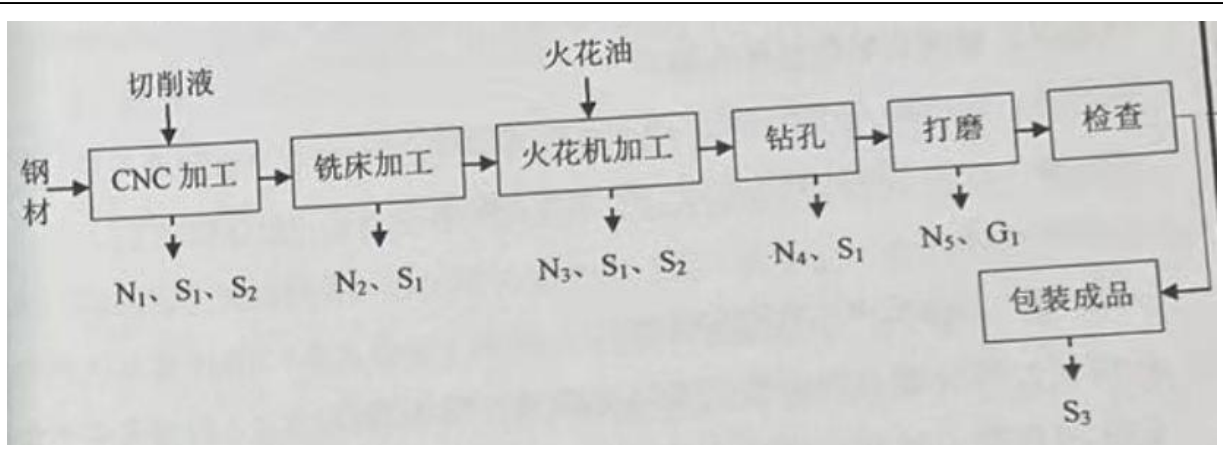 切削液
火花油
钢材
CNC 加工
铣床加工
火花机加工
钻孔
打磨
检查
N₁、S₁、S₂
N₂、S₁
N₃、S₁、S₂
N₄、S₁
N₅、G₁
包装成品
S₃